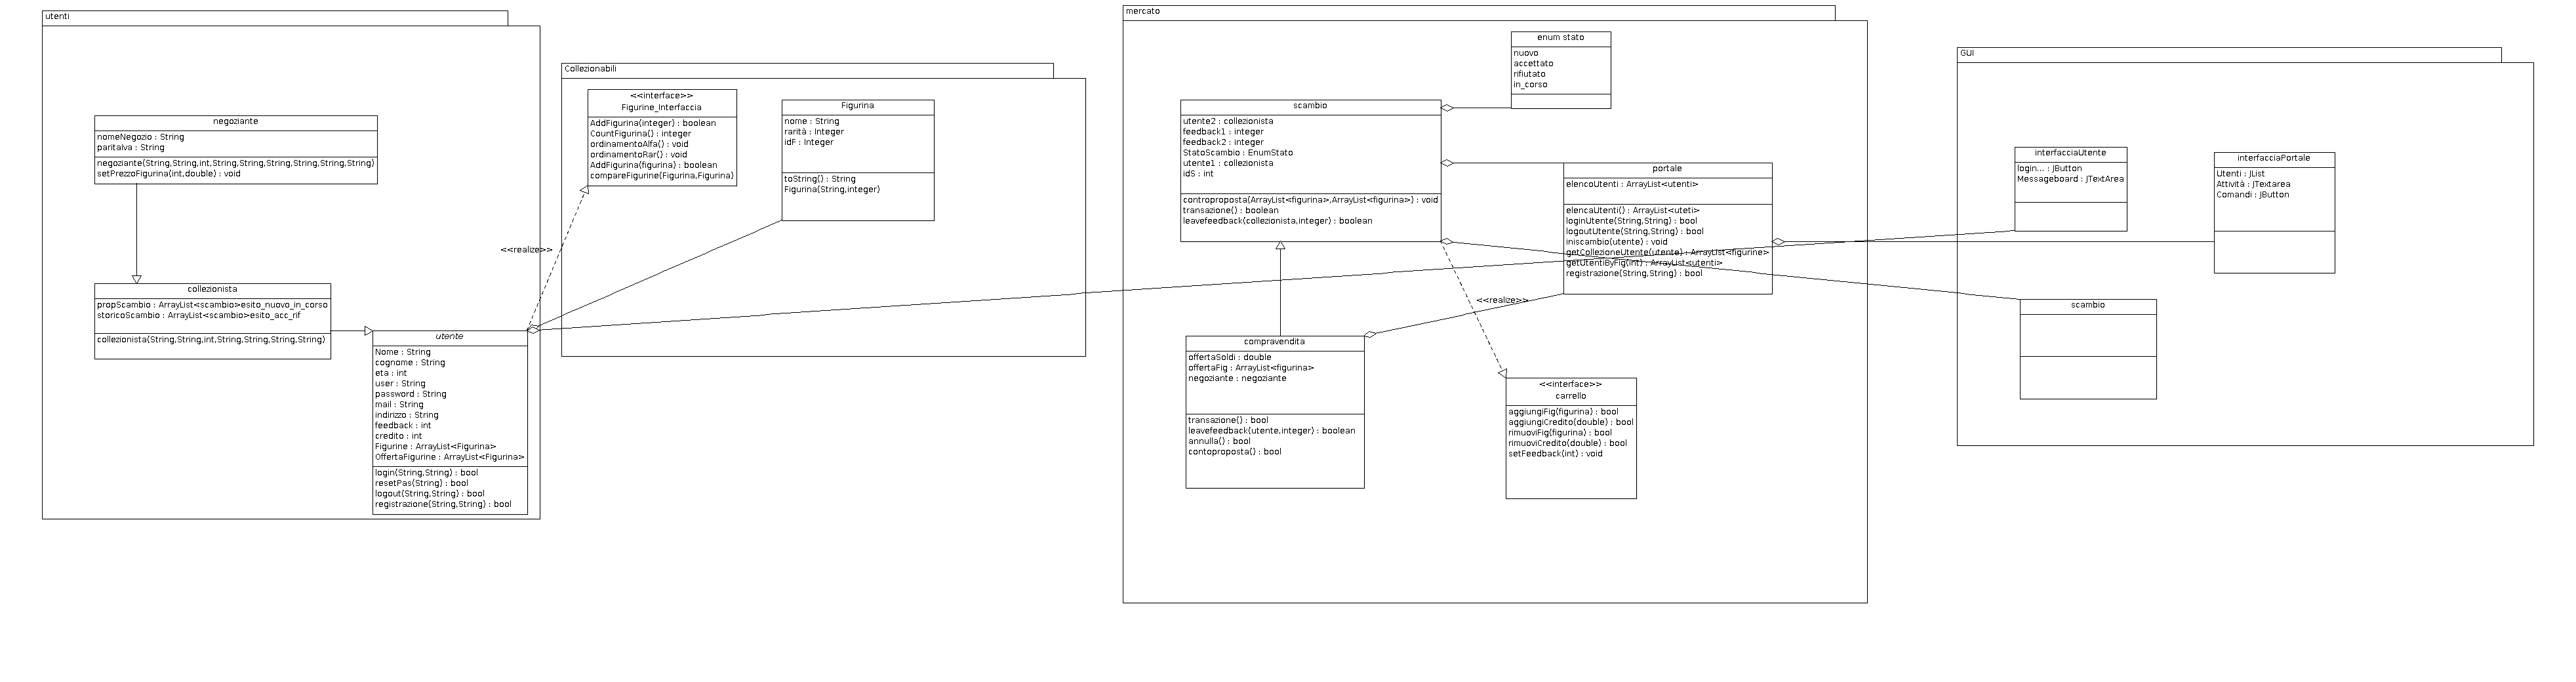 utenti
negoziante
nomeNegozio : String
paritaIva : String
negoziante(String,String,int,String,String,String,String,String,String)
setPrezzoFigurina(int,double) : void
collezionista
propScambio : ArrayList<scambio>esito_nuovo_in_corso
storicoScambio : ArrayList<scambio>esito_acc_rif
collezionista(String,String,int,String,String,String,String)
utente
Nome : String
cognome : String
eta : int
user : String
password : String
mail : String
indirizzo : String
feedback : int
credito : int
Figurine : ArrayList<Figurina>
OffertaFigurine : ArrayList<Figurina>
login(String,String) : bool
resetPas(String) : bool
logout(String,String) : bool
registrazione(String,String) : bool
<<realize>>
Collezionabili
<<interface>>
Figurine_Interfaccia
AddFigurina(integer) : boolean
CountFigurina() : integer
ordinamentoAlfa() : void
ordinamentoRar() : void
AddFigurina(figurina) : boolean
compareFigurine(Figurina,Figurina)
Figurina
nome : String
rarità : Integer
idF : Integer
toString() : String
Figurina(String,integer)
mercato
enum stato
nuovo
accettato
rifiutato
in_corso
scambio
utente2 : collezionista
feedback1 : integer
feedback2 : integer
StatoScambio : EnumStato
utente1 : collezionista
idS : int
controproposta(ArrayList<figurina>,ArrayList<figurina>) : void
transazione() : boolean
leavefeedback(collezionista,integer) : boolean
portale
elencoUtenti : ArrayList<utenti>
elencaUtenti() : ArrayList<uteti>
loginUtente(String,String) : bool
logoutUtente(String,String) : bool
iniscambio(utente) : void
getCollezioneUtente(utente) : ArrayList<figurine>
getUtentiByFig(int) : ArrayList<utenti>
registrazione(String,String) : bool
<<realize>>
compravendita
offertaSoldi : double
offertaFig : ArrayList<figurina>
negoziante : negoziante
transazione() : bool
leavefeedback(utente,integer) : boolean
annulla() : bool
contoproposta() : bool
<<interface>>
carrello
aggiungiFig(figurina) : bool
aggiungiCredito(double) : bool
rimuoviFig(figurina) : bool
rimuoviCredito(double) : bool
setFeedback(int) : void
GUI
interfacciaUtente
login... : JButton
Messageboard : JTextArea
interfacciaPortale
Utenti : JList
Attività : JTextarea
Comandi : JButton
scambio